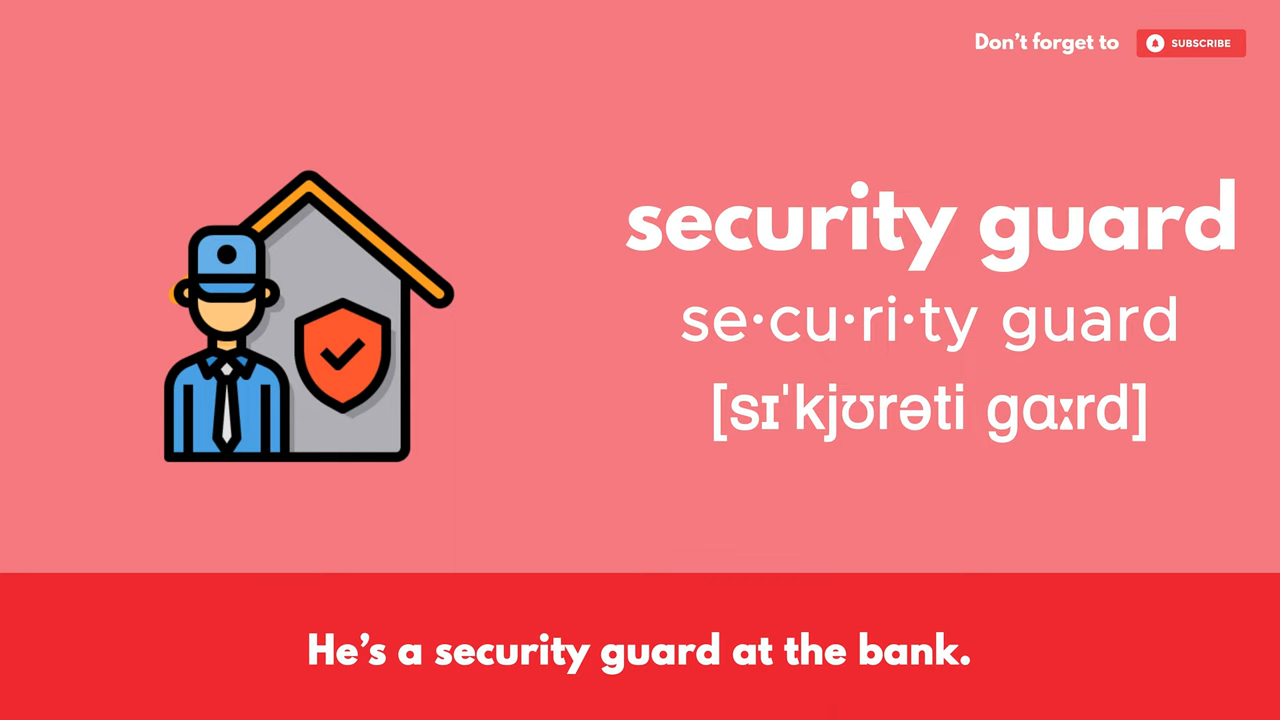 Don't forget to SUBSCRIBE
security guard
se·cu·ri·ty guard
[sɪˈkjʊrəti ɡɑːrd]
He's a security guard at the bank.